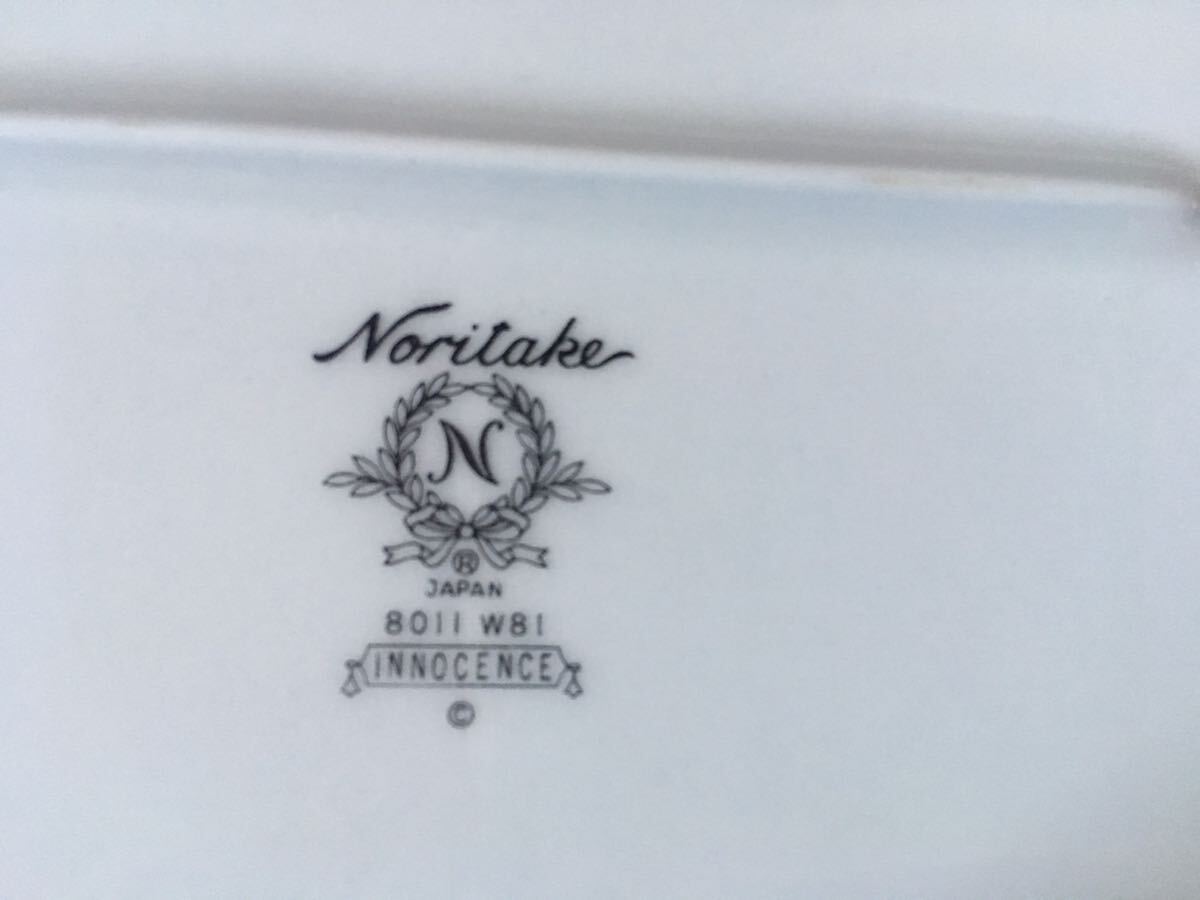 Noritake
N
®
JAPAN
8011 W81
INNOCENCE
©